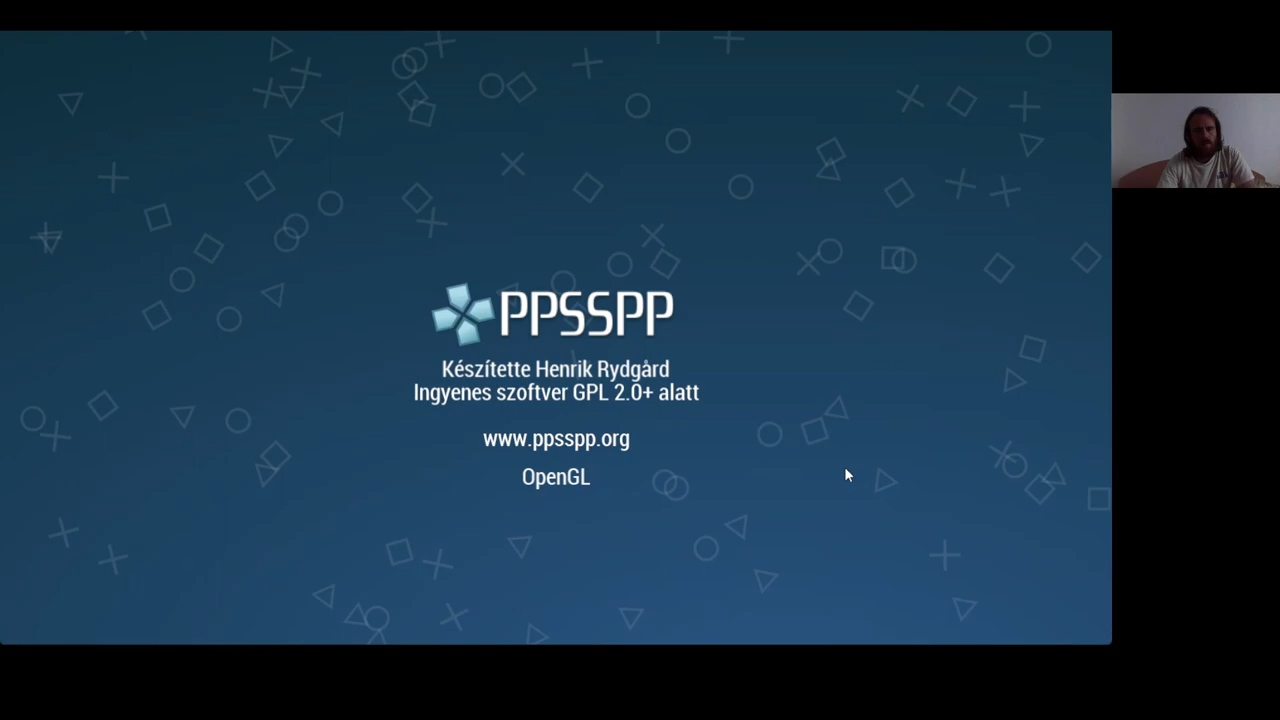 PPSSPP
Készítette Henrik Rydgård
Ingyenes szoftver GPL 2.0+ alatt
www.ppsspp.org
OpenGL